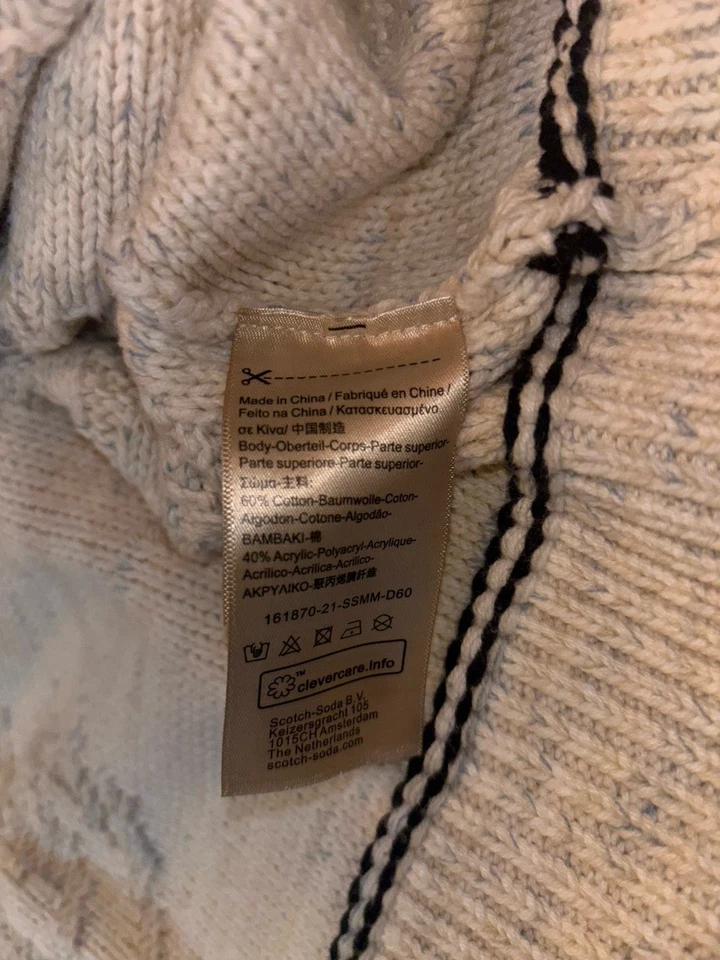 Made in China / Fabriqué en Chine /
Feito na China / Κατασκευασμένο
σε Κίνα/ 中国制造
Body-Oberteil-Corps-Parte superior-
Parte superiore-Parte superior-
Σώμα-主料:
60% Cotton-Baumwolle-Coton-
Algodon-Cotone-Algodão-
ΒΑΜΒΑΚΙ-棉
40% Acrylic-Polyacryl-Acrylique-
Acrilico-Acrilica-Acrilico-
ΑΚΡΥΛΙΚΟ-聚丙烯腈纤维
161870-21-SSMM-D60
TM clevercare.info
Scotch-Soda B.V.
Keizersgracht 105
1015CH Amsterdam
The Netherlands
scotch-soda.com